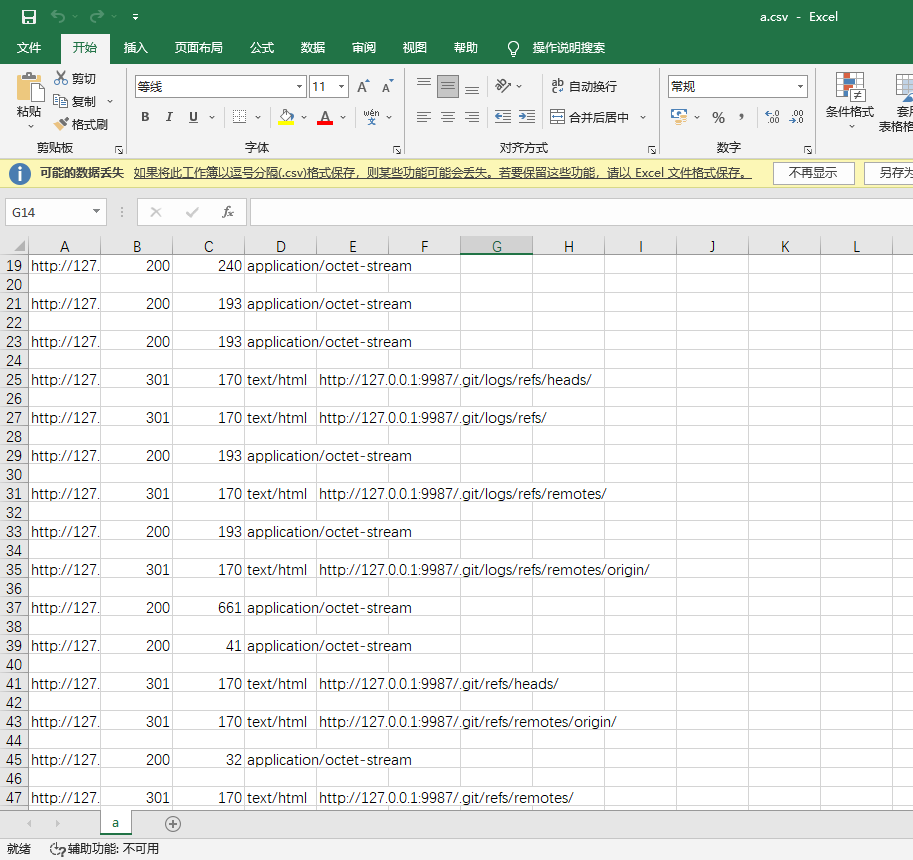 a.csv - Excel
文件 开始 插入 页面布局 公式 数据 审阅 视图 帮助 操作说明搜索
粘贴 剪切 复制 格式刷
等线 11 A A
B I U A wén 文
ab 自动换行
合并后居中
常规
% , .00 .00
条件格式 套用
表格格
剪贴板 字体 对齐方式 数字
可能的数据丢失 如果将此工作簿以逗号分隔(.csv)格式保存，则某些功能可能会丢失。若要保留这些功能，请以 Excel 文件格式保存。 不再显示 另存为
G14 fx
A B C D E F G H I J K L
19 http://127. 200 240 application/octet-stream
20
21 http://127. 200 193 application/octet-stream
22
23 http://127. 200 193 application/octet-stream
24
25 http://127. 301 170 text/html http://127.0.0.1:9987/.git/logs/refs/heads/
26
27 http://127. 301 170 text/html http://127.0.0.1:9987/.git/logs/refs/
28
29 http://127. 200 193 application/octet-stream
30
31 http://127. 301 170 text/html http://127.0.0.1:9987/.git/logs/refs/remotes/
32
33 http://127. 200 193 application/octet-stream
34
35 http://127. 301 170 text/html http://127.0.0.1:9987/.git/logs/refs/remotes/origin/
36
37 http://127. 200 661 application/octet-stream
38
39 http://127. 200 41 application/octet-stream
40
41 http://127. 301 170 text/html http://127.0.0.1:9987/.git/refs/heads/
42
43 http://127. 301 170 text/html http://127.0.0.1:9987/.git/refs/remotes/origin/
44
45 http://127. 200 32 application/octet-stream
46
47 http://127. 301 170 text/html http://127.0.0.1:9987/.git/refs/remotes/
a
就绪 辅助功能: 不可用